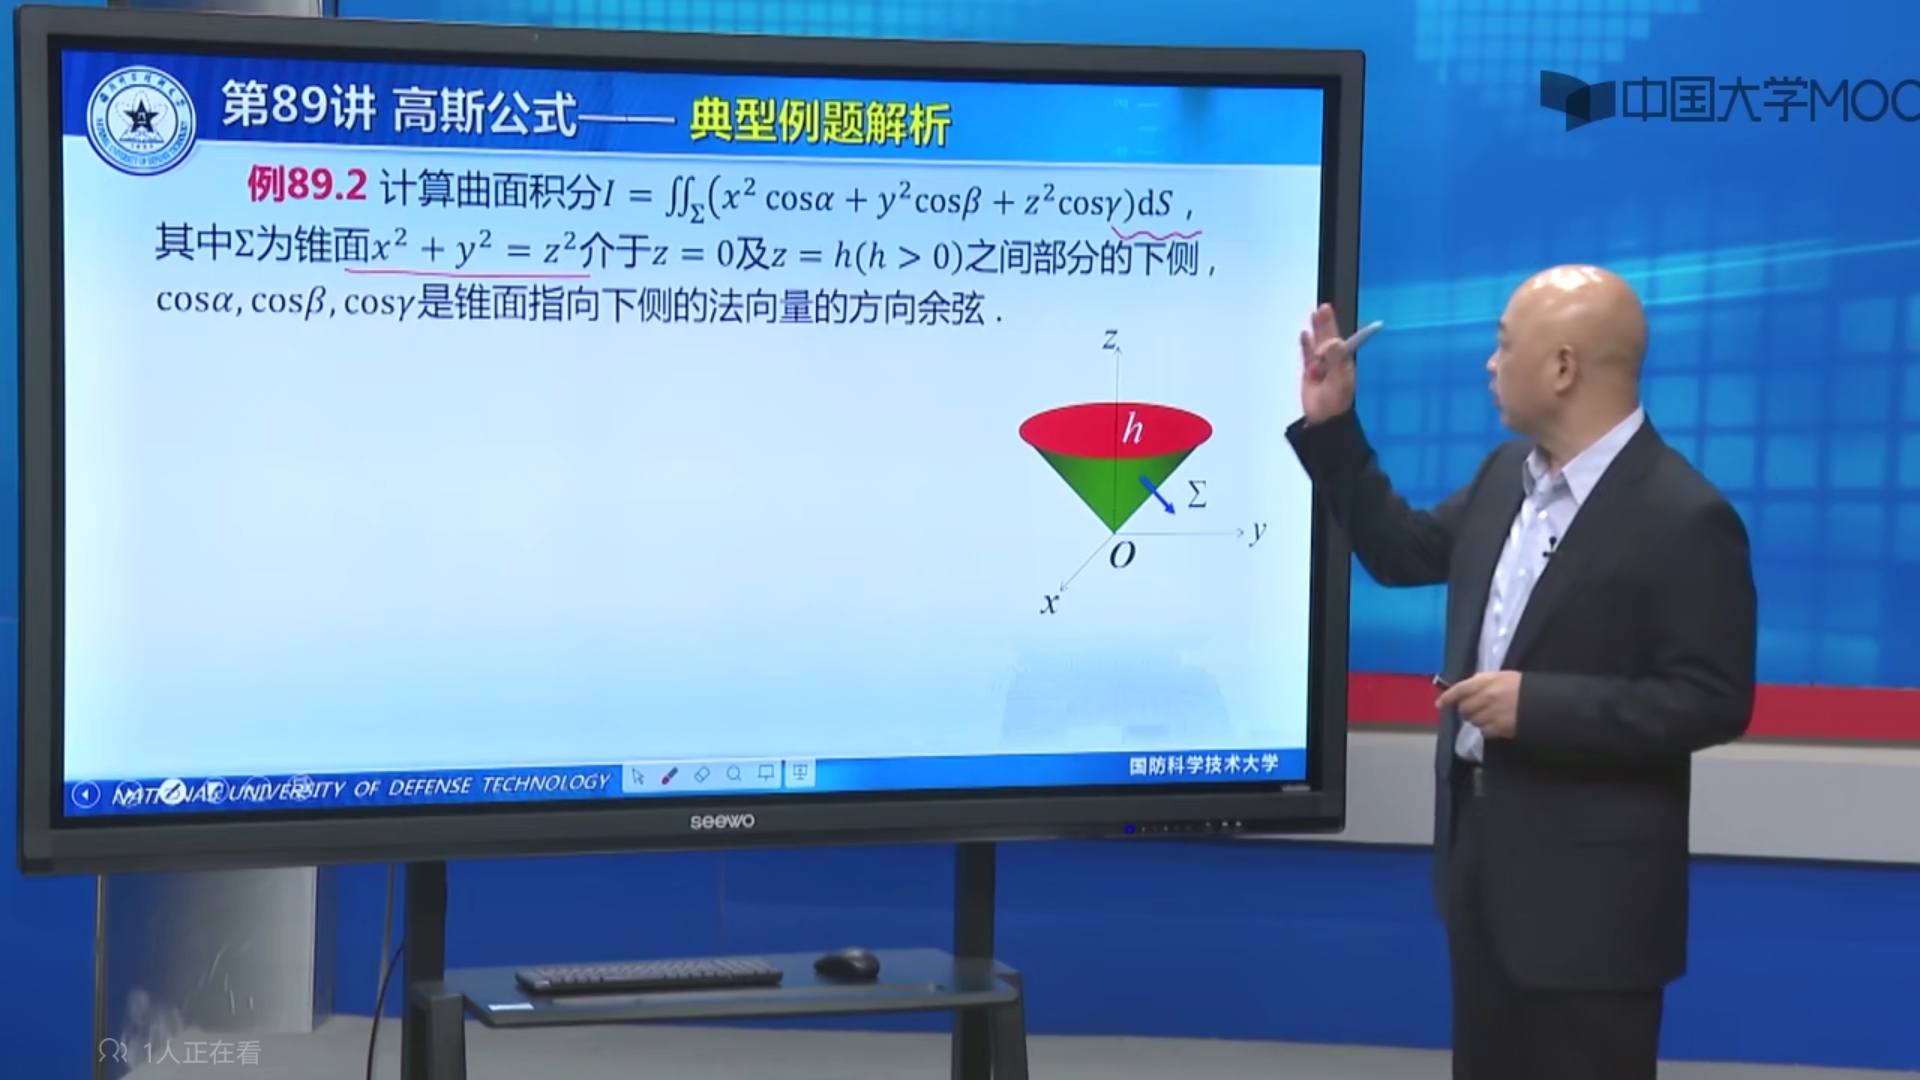 中国大学MOO
第89讲 高斯公式—— 典型例题解析
例89.2 计算曲面积分I = ∬_Σ(x² cosα + y²cosβ + z²cosγ)dS ,
其中Σ为锥面x² + y² = z²介于z = 0及z = h(h > 0)之间部分的下侧 ,
cosα, cosβ, cosγ是锥面指向下侧的法向量的方向余弦 .
z
h
Σ
y
O
x
国防科学技术大学
NATIONAL UNIVERSITY OF DEFENSE TECHNOLOGY
seewo
1人正在看